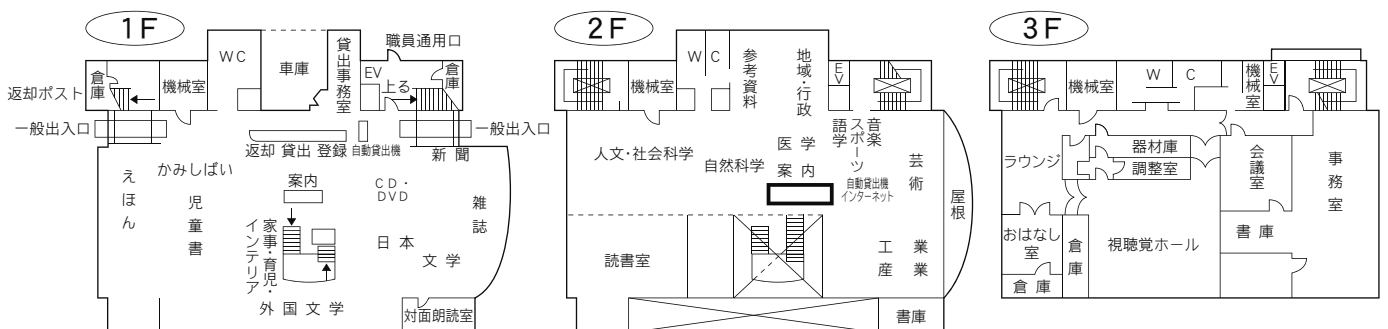 1F
倉庫
機械室
WC
車庫
貸出事務室
職員通用口
EV
上る
倉庫
返却ポスト
一般出入口
一般出入口
返却 貸出 登録 自動貸出機
新聞
えほん
かみしばい
児童書
案内
CD・
DVD
雑誌
家事・育児・
インテリア
日本
文学
外国文学
対面朗読室
2F
機械室
WC
参考資料
地域・行政
EV
人文・社会科学
自然科学
医学
案内
語学
スポーツ
音楽
自動貸出機
インターネット
芸術
屋根
読書室
工業
産業
書庫
3F
機械室
WC
機械室
EV
ラウンジ
器材庫
調整室
会議室
事務室
おはなし
室
倉庫
倉庫
視聴覚ホール
書庫